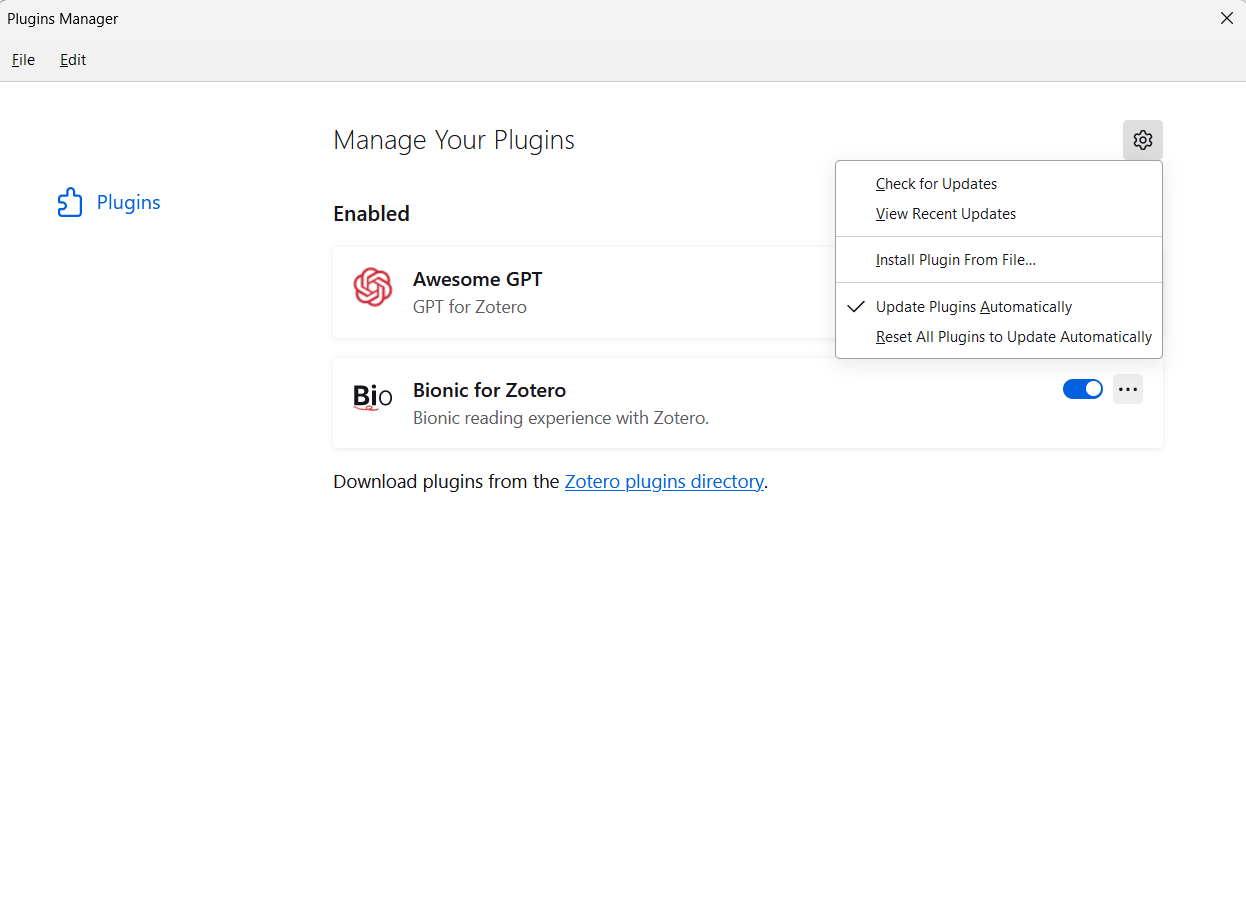 Plugins Manager
File Edit
Manage Your Plugins
Plugins
Check for Updates
View Recent Updates
Install Plugin From File...
Update Plugins Automatically
Reset All Plugins to Update Automatically
Enabled
Awesome GPT
GPT for Zotero
Bio
Bionic for Zotero
Bionic reading experience with Zotero.
Download plugins from the Zotero plugins directory.